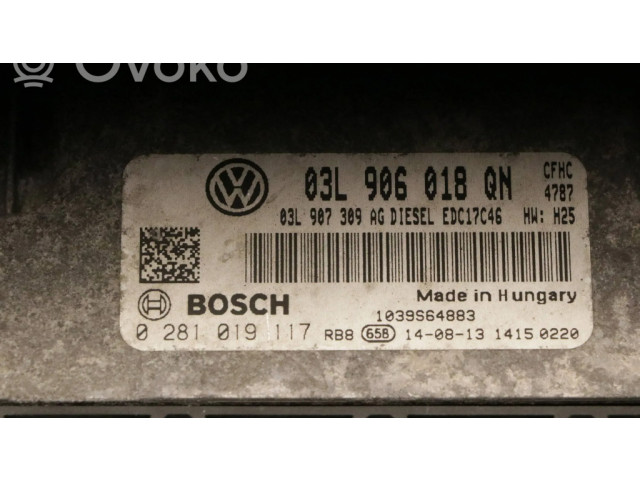 Ovoko
03L 906 018 QN CFHC
4787
03L 907 309 AG DIESEL EDC17C46 HW: H25
BOSCH Made in Hungary
1039S64883
0 281 019 117 RB8 658 14-08-13 1415 0220